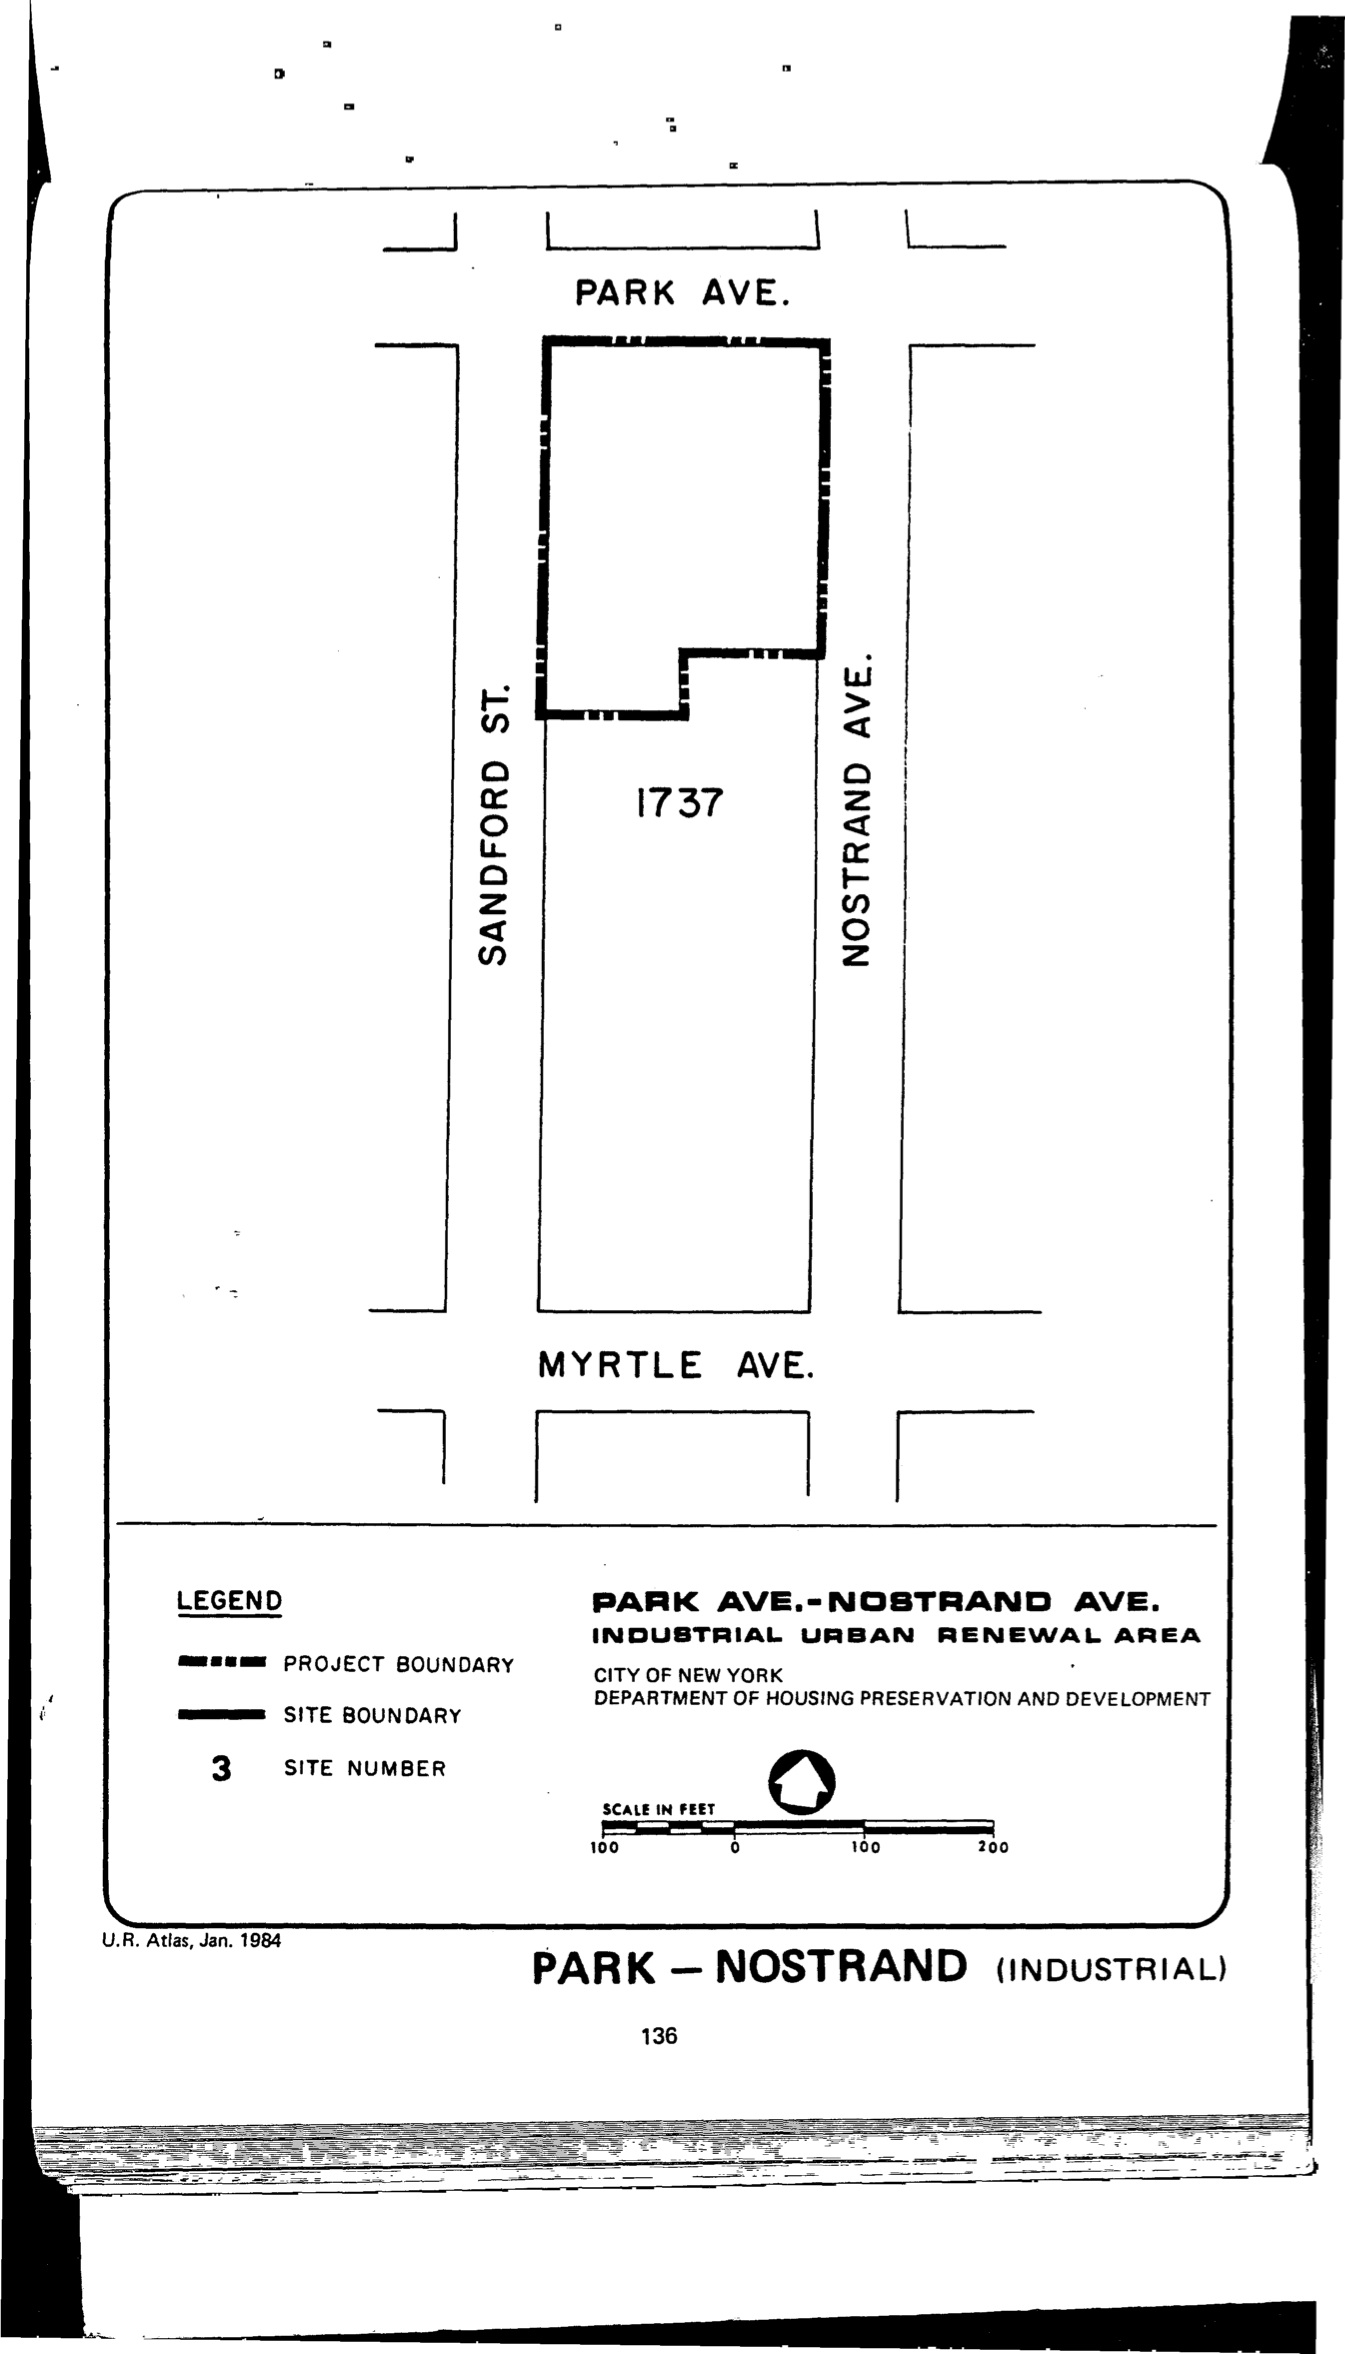 PARK AVE.
SANDFORD ST.
NOSTRAND AVE.
1737
MYRTLE AVE.
LEGEND
PROJECT BOUNDARY
SITE BOUNDARY
3 SITE NUMBER
PARK AVE.-NOSTRAND AVE.
INDUSTRIAL URBAN RENEWAL AREA
CITY OF NEW YORK
DEPARTMENT OF HOUSING PRESERVATION AND DEVELOPMENT
SCALE IN FEET
100 0 100 200
U.R. Atlas, Jan. 1984
PARK – NOSTRAND (INDUSTRIAL)
136